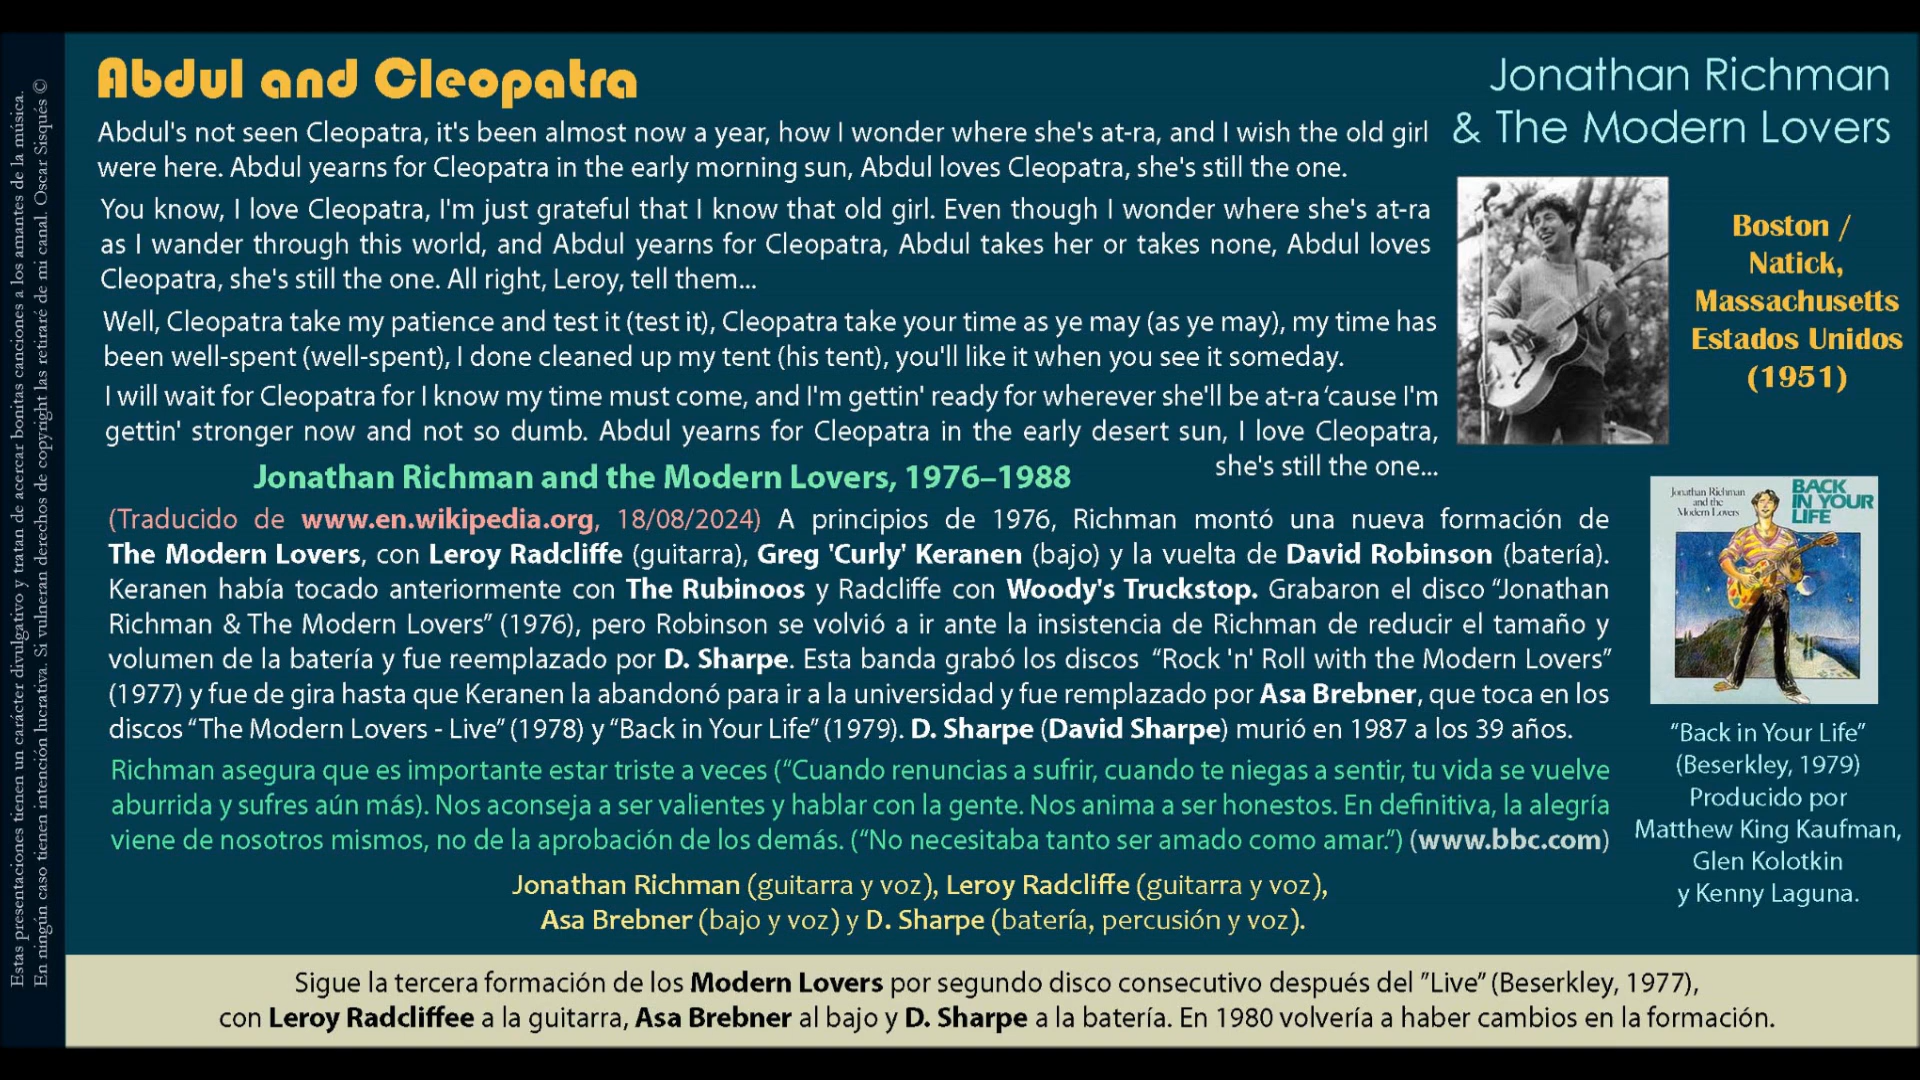 Estas presentaciones tienen un carácter divulgativo y tratan de acercar bonitas canciones a los amantes de la música.
En ningún caso tienen intención lucrativa. Si vulneran derechos de copyright las retiraré de mi canal. Oscar Sisqués ©
Abdul and Cleopatra
Jonathan Richman
& The Modern Lovers
Abdul's not seen Cleopatra, it's been almost now a year, how I wonder where she's at-ra, and I wish the old girl
were here. Abdul yearns for Cleopatra in the early morning sun, Abdul loves Cleopatra, she's still the one.
You know, I love Cleopatra, I'm just grateful that I know that old girl. Even though I wonder where she's at-ra
as I wander through this world, and Abdul yearns for Cleopatra, Abdul takes her or takes none, Abdul loves
Cleopatra, she's still the one. All right, Leroy, tell them...
Well, Cleopatra take my patience and test it (test it), Cleopatra take your time as ye may (as ye may), my time has
been well-spent (well-spent), I done cleaned up my tent (his tent), you'll like it when you see it someday.
I will wait for Cleopatra for I know my time must come, and I'm gettin' ready for wherever she'll be at-ra ‘cause I'm
gettin' stronger now and not so dumb. Abdul yearns for Cleopatra in the early desert sun, I love Cleopatra,
she's still the one...
Boston /
Natick,
Massachusetts
Estados Unidos
(1951)
Jonathan Richman and the Modern Lovers, 1976–1988
(Traducido de www.en.wikipedia.org, 18/08/2024) A principios de 1976, Richman montó una nueva formación de
The Modern Lovers, con Leroy Radcliffe (guitarra), Greg 'Curly' Keranen (bajo) y la vuelta de David Robinson (batería).
Keranen había tocado anteriormente con The Rubinoos y Radcliffe con Woody's Truckstop. Grabaron el disco “Jonathan
Richman & The Modern Lovers” (1976), pero Robinson se volvió a ir ante la insistencia de Richman de reducir el tamaño y
volumen de la batería y fue reemplazado por D. Sharpe. Esta banda grabó los discos “Rock 'n' Roll with the Modern Lovers”
(1977) y fue de gira hasta que Keranen la abandonó para ir a la universidad y fue remplazado por Asa Brebner, que toca en los
discos “The Modern Lovers - Live” (1978) y “Back in Your Life” (1979). D. Sharpe (David Sharpe) murió en 1987 a los 39 años.
Richman asegura que es importante estar triste a veces (“Cuando renuncias a sufrir, cuando te niegas a sentir, tu vida se vuelve
aburrida y sufres aún más). Nos aconseja a ser valientes y hablar con la gente. Nos anima a ser honestos. En definitiva, la alegría
viene de nosotros mismos, no de la aprobación de los demás. (“No necesitaba tanto ser amado como amar.”) (www.bbc.com)
Jonathan Richman (guitarra y voz), Leroy Radcliffe (guitarra y voz),
Asa Brebner (bajo y voz) y D. Sharpe (batería, percusión y voz).
Jonathan Richman
and the
Modern Lovers
BACK
IN YOUR
LIFE
“Back in Your Life”
(Beserkley, 1979)
Producido por
Matthew King Kaufman,
Glen Kolotkin
y Kenny Laguna.
Sigue la tercera formación de los Modern Lovers por segundo disco consecutivo después del ”Live” (Beserkley, 1977),
con Leroy Radcliffee a la guitarra, Asa Brebner al bajo y D. Sharpe a la batería. En 1980 volvería a haber cambios en la formación.